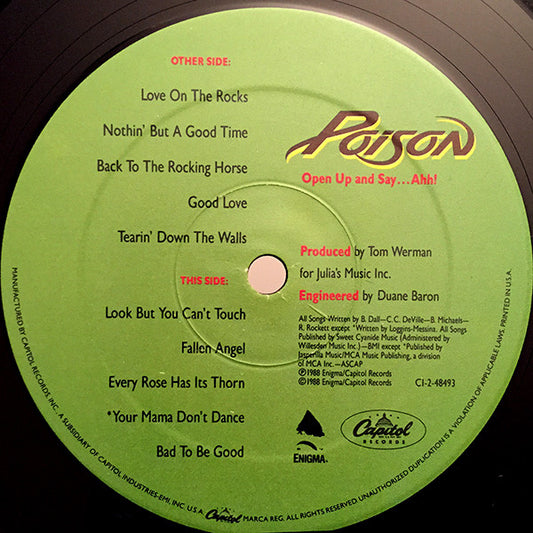 OTHER SIDE:
Love On The Rocks
Nothin' But A Good Time
Back To The Rocking Horse
Good Love
Tearin' Down The Walls
THIS SIDE:
Look But You Can't Touch
Fallen Angel
Every Rose Has Its Thorn
*Your Mama Don't Dance
Bad To Be Good
POISON
Open Up and Say...Ahh!
Produced by Tom Werman
for Julia's Music Inc.
Engineered by Duane Baron
All Songs Written by B. Dall—C.C. DeVille—B. Michaels—
R. Rockett except *Written by Loggins-Messina. All Songs
Published by Sweet Cyanide Music (Administered by
Willesden Music Inc.)—BMI except *Published by
Jasperilla Music/MCA Music Publishing, a division
of MCA Inc.—ASCAP
℗1988 Enigma/Capitol Records
©1988 Enigma/Capitol Records
C1-2-48493
ENIGMA
Capitol
RECORDS
MANUFACTURED BY CAPITOL RECORDS, INC. A SUBSIDIARY OF CAPITOL INDUSTRIES-EMI, INC. U.S.A. Capitol MARCA REG. ALL RIGHTS RESERVED. UNAUTHORIZED DUPLICATION IS A VIOLATION OF APPLICABLE LAWS. PRINTED IN U.S.A.